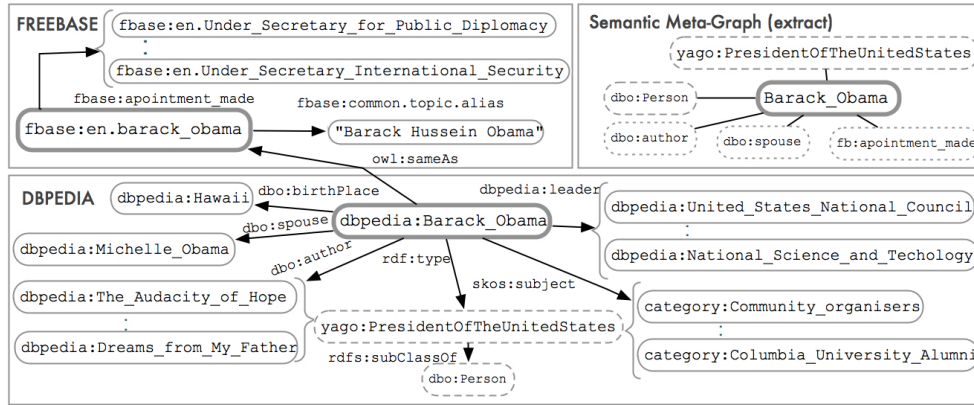 FREEBASE
fbase:en.Under_Secretary_for_Public_Diplomacy
fbase:en.Under_Secretary_International_Security
fbase:apointment_made
fbase:common.topic.alias
fbase:en.barack_obama
"Barack Hussein Obama"
owl:sameAs
Semantic Meta-Graph (extract)
yago:PresidentOfTheUnitedStates
dbo:Person
Barack_Obama
dbo:author
dbo:spouse
fb:apointment_made
DBPEDIA
dbo:birthPlace
dbpedia:leader
dbpedia:Hawaii
dbo:spouse
dbpedia:Barack_Obama
dbpedia:United_States_National_Council
dbpedia:Michelle_Obama
dbo:author
rdf:type
dbpedia:National_Science_and_Techology
skos:subject
dbpedia:The_Audacity_of_Hope
category:Community_organisers
yago:PresidentOfTheUnitedStates
dbpedia:Dreams_from_My_Father
rdfs:subClassOf
category:Columbia_University_Alumni
dbo:Person